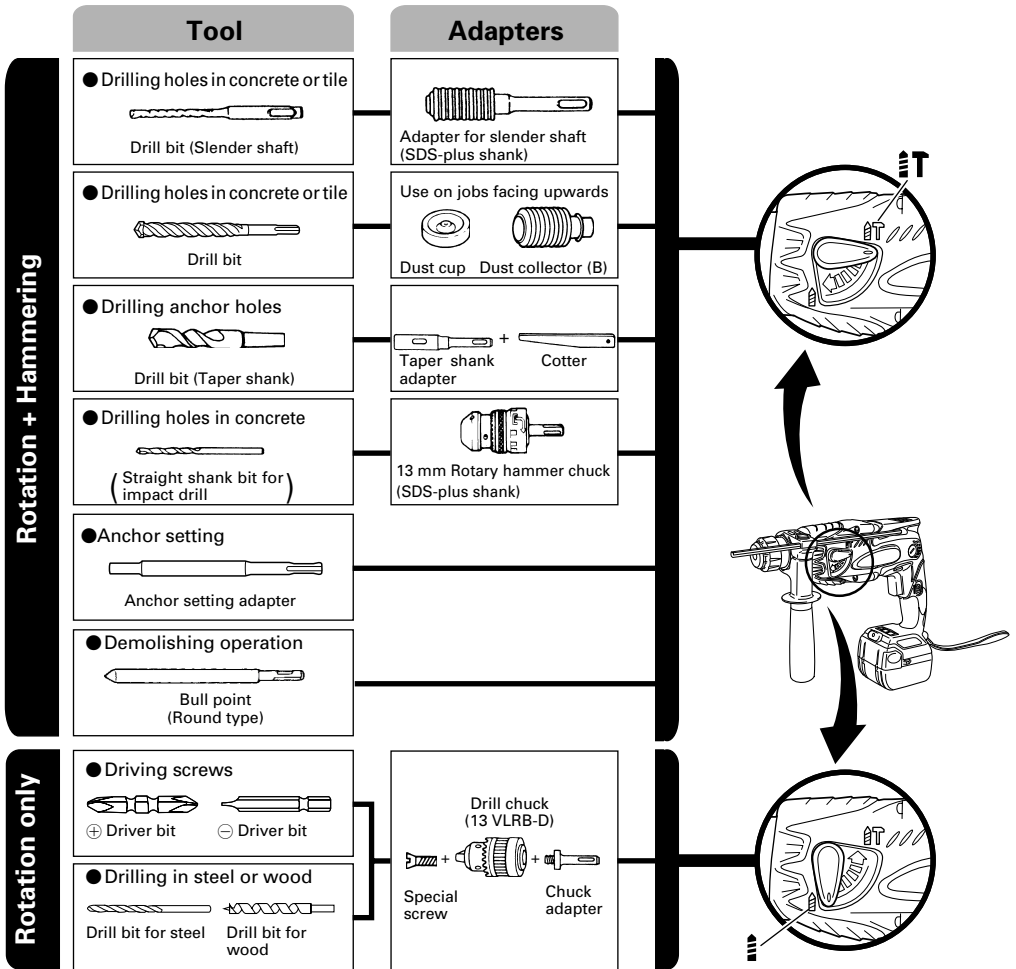 Tool
Adapters
Rotation + Hammering
● Drilling holes in concrete or tile
Drill bit (Slender shaft)
Adapter for slender shaft
(SDS-plus shank)
● Drilling holes in concrete or tile
Drill bit
Use on jobs facing upwards
Dust cup Dust collector (B)
● Drilling anchor holes
Drill bit (Taper shank)
+
Taper shank
adapter
Cotter
● Drilling holes in concrete
(Straight shank bit for
impact drill)
13 mm Rotary hammer chuck
(SDS-plus shank)
●Anchor setting
Anchor setting adapter
● Demolishing operation
Bull point
(Round type)
Rotation only
● Driving screws
⊕ Driver bit ⊖ Driver bit
● Drilling in steel or wood
Drill bit for steel
Drill bit for
wood
Drill chuck
(13 VLRB-D)
+ +
Special
screw
Chuck
adapter